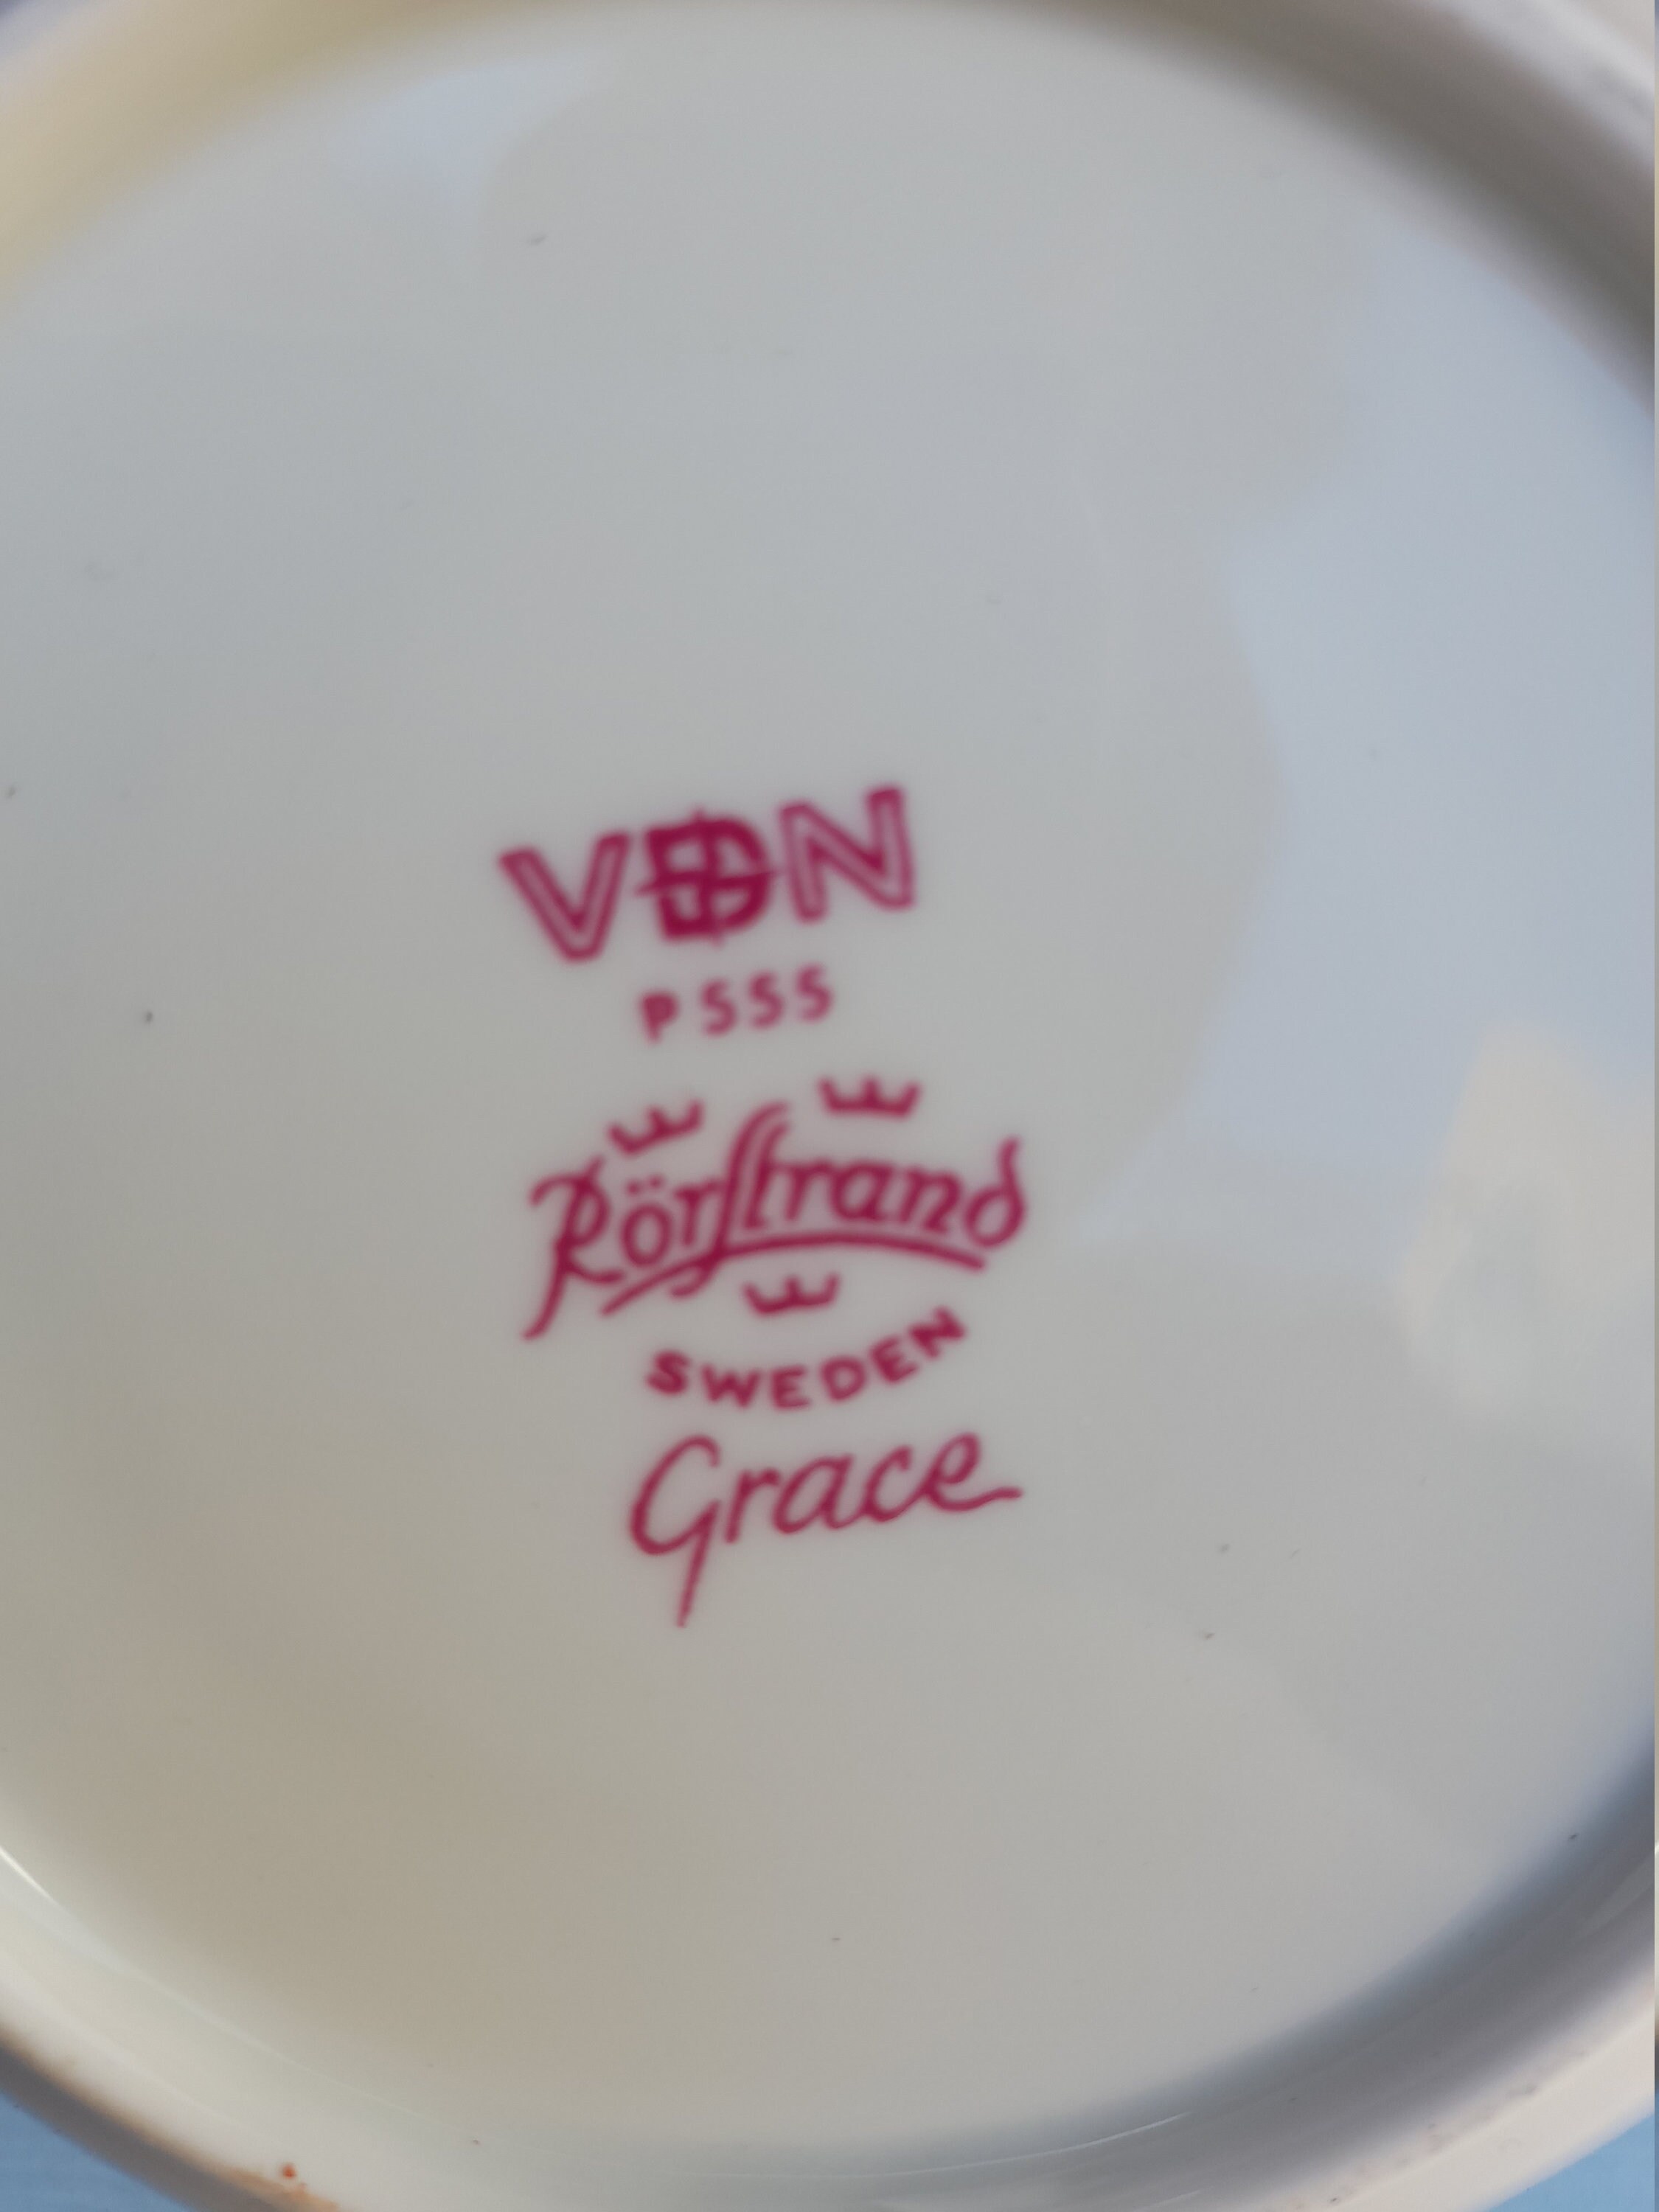 VDN
P555
Rörstrand
SWEDEN
Grace